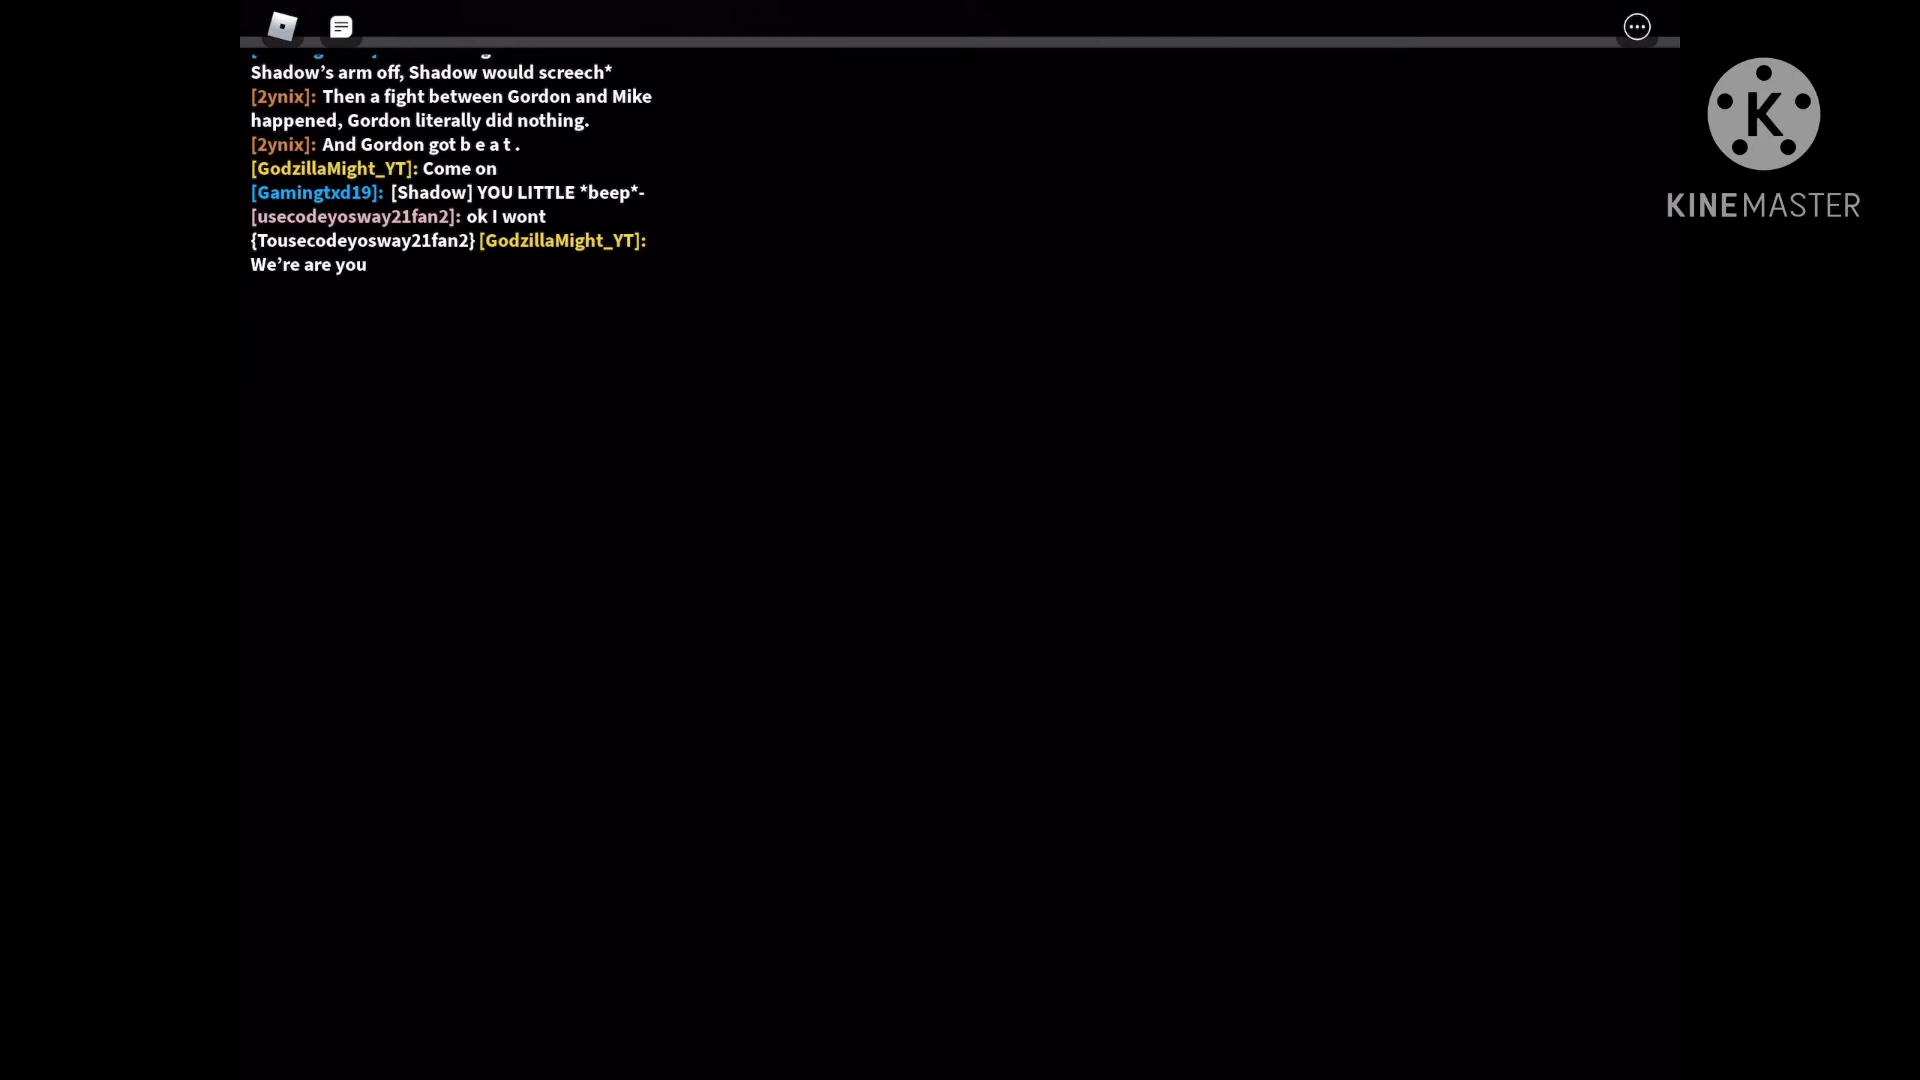 Shadow’s arm off, Shadow would screech*
[2ynix]: Then a fight between Gordon and Mike
happened, Gordon literally did nothing.
[2ynix]: And Gordon got b e a t .
[GodzillaMight_YT]: Come on
[Gamingtxd19]: [Shadow] YOU LITTLE *beep*-
[usecodeyosway21fan2]: ok I wont
{Tousecodeyosway21fan2} [GodzillaMight_YT]:
We’re are you
K
KINEMASTER